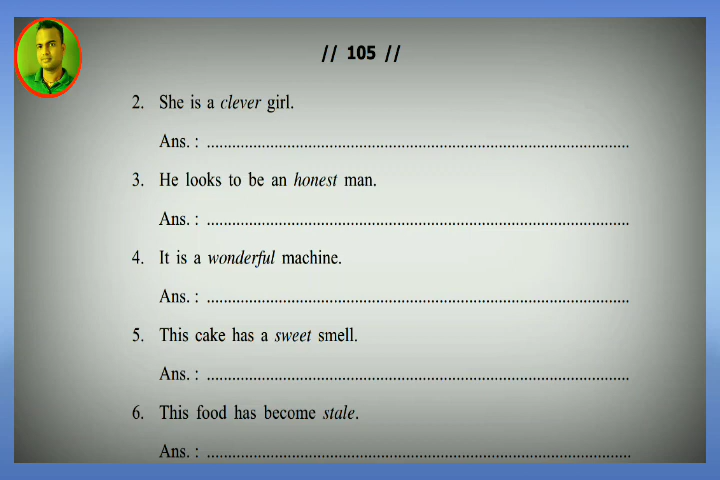 // 105 //
2. She is a clever girl.
Ans. : ..........................................................................................................
3. He looks to be an honest man.
Ans. : ..........................................................................................................
4. It is a wonderful machine.
Ans. : ..........................................................................................................
5. This cake has a sweet smell.
Ans. : ..........................................................................................................
6. This food has become stale.
Ans. : ..........................................................................................................